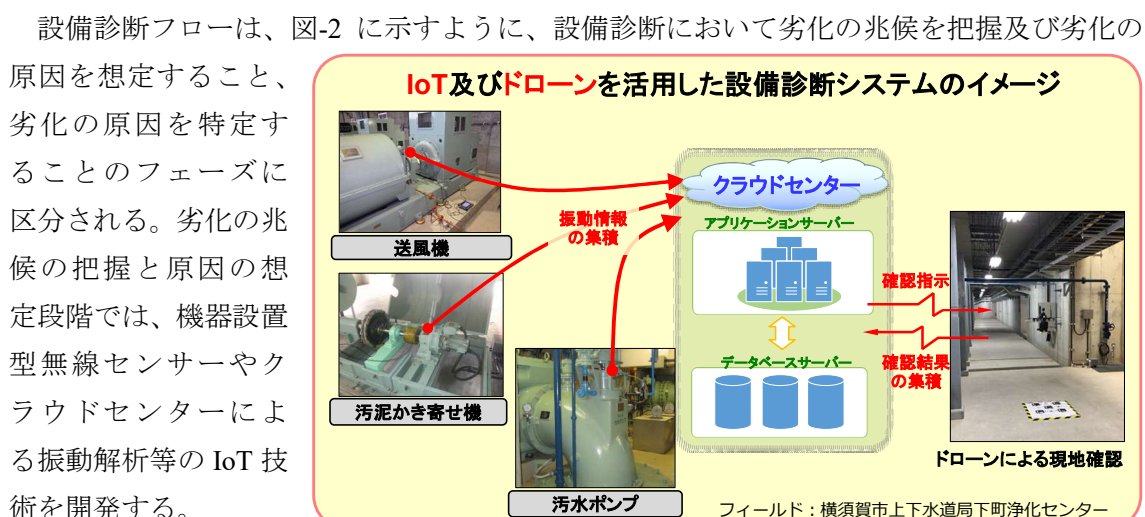 設備診断フローは、図-2 に示すように、設備診断において劣化の兆候を把握及び劣化の
原因を想定すること、
劣化の原因を特定す
ることのフェーズに
区分される。劣化の兆
候の把握と原因の想
定段階では、機器設置
型無線センサーやク
ラウドセンターによ
る振動解析等の IoT 技
術を開発する。
IoT及びドローンを活用した設備診断システムのイメージ
送風機
汚泥かき寄せ機
汚水ポンプ
振動情報
の集積
クラウドセンター
アプリケーションサーバー
データベースサーバー
確認指示
確認結果
の集積
ドローンによる現地確認
フィールド：横須賀市上下水道局下町浄化センター